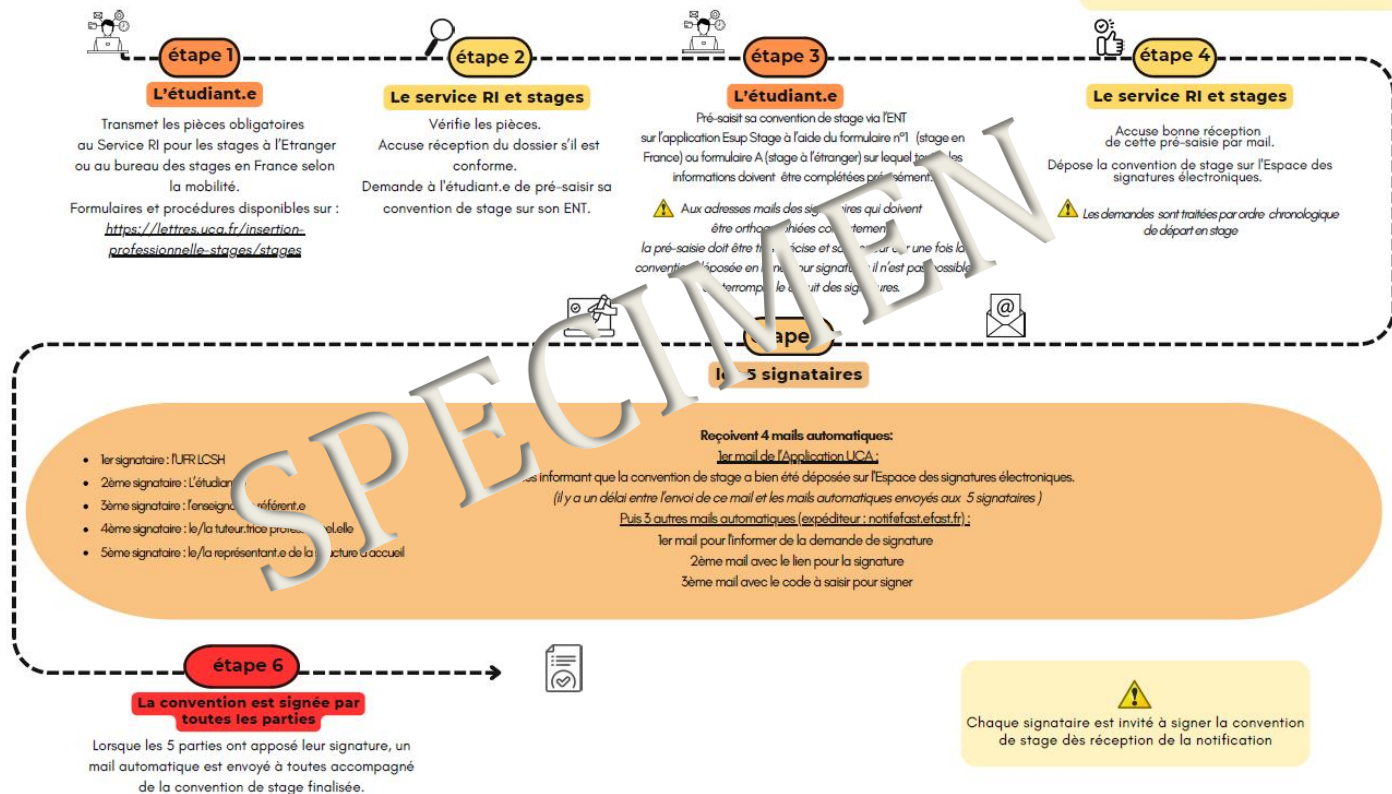 étape 1
L'étudiant.e
Transmet les pièces obligatoires
au Service RI pour les stages à l'Etranger
ou au bureau des stages en France selon
la mobilité.
Formulaires et procédures disponibles sur :
https://lettres.uca.fr/insertion-
professionnelle-stages/stages
étape 2
Le service RI et stages
Vérifie les pièces.
Accuse réception du dossier s'il est
conforme.
Demande à l'étudiant.e de pré-saisir sa
convention de stage sur son ENT.
étape 3
L'étudiant.e
Pré-saisit sa convention de stage via l'ENT
sur l'application Esup Stage à l'aide du formulaire n°1 (stage en
France) ou formulaire A (stage à l'étranger) sur lequel les
informations doivent être complétées
Aux adresses mails des qui doivent
être
la pré-saisie doit être une fois la
déposée en pour il n'est pas possible
le des
étape 4
Le service RI et stages
Accuse bonne réception
de cette pré-saisie par mail.
Dépose la convention de stage sur l'Espace des
signatures électroniques.
Les demandes sont traitées par ordre chronologique
de départ en stage
@
5 signataires
1er signataire : l'UFR LCSH
2ème signataire :
3ème signataire : référent.e
4ème signataire : le/la tuteur.trice
5ème signataire : le/la représentant.e de la d'accueil
Reçoivent 4 mails automatiques:
1er mail de l'Application UCA :
informant que la convention de stage a bien été déposée sur l'Espace des signatures électroniques.
(il y a un délai entre l'envoi de ce mail et les mails automatiques envoyés aux 5 signataires )
Puis 3 autres mails automatiques (expéditeur : notifefast.efast.fr) :
1er mail pour l'informer de la demande de signature
2ème mail avec le lien pour la signature
3ème mail avec le code à saisir pour signer
SPECIMEN
étape 6
La convention est signée par
toutes les parties
Lorsque les 5 parties ont apposé leur signature, un
mail automatique est envoyé à toutes accompagné
de la convention de stage finalisée.
Chaque signataire est invité à signer la convention
de stage dès réception de la notification